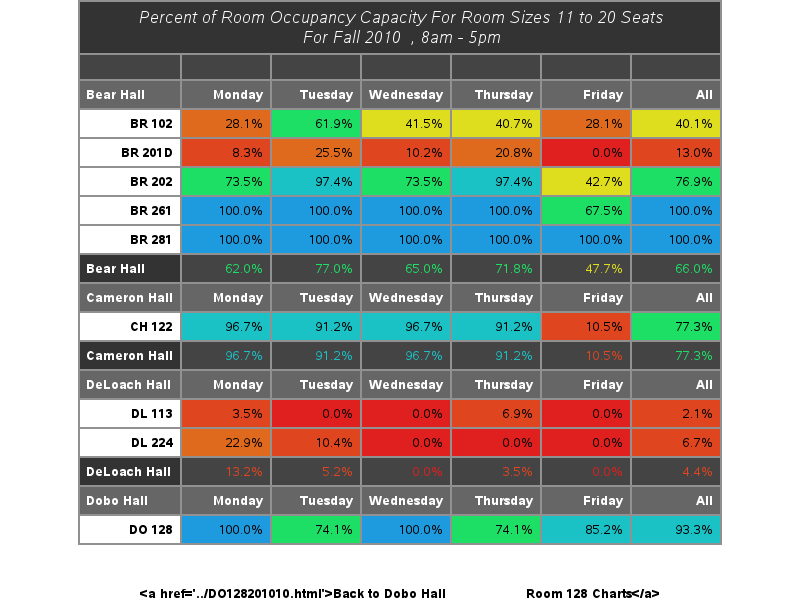 Percent of Room Occupancy Capacity For Room Sizes 11 to 20 Seats
For Fall 2010 , 8am - 5pm
Bear Hall Monday Tuesday Wednesday Thursday Friday All
BR 102 28.1% 61.9% 41.5% 40.7% 28.1% 40.1%
BR 201D 8.3% 25.5% 10.2% 20.8% 0.0% 13.0%
BR 202 73.5% 97.4% 73.5% 97.4% 42.7% 76.9%
BR 261 100.0% 100.0% 100.0% 100.0% 67.5% 100.0%
BR 281 100.0% 100.0% 100.0% 100.0% 100.0% 100.0%
Bear Hall 62.0% 77.0% 65.0% 71.8% 47.7% 66.0%
Cameron Hall Monday Tuesday Wednesday Thursday Friday All
CH 122 96.7% 91.2% 96.7% 91.2% 10.5% 77.3%
Cameron Hall 96.7% 91.2% 96.7% 91.2% 10.5% 77.3%
DeLoach Hall Monday Tuesday Wednesday Thursday Friday All
DL 113 3.5% 0.0% 0.0% 6.9% 0.0% 2.1%
DL 224 22.9% 10.4% 0.0% 0.0% 0.0% 6.7%
DeLoach Hall 13.2% 5.2% 0.0% 3.5% 0.0% 4.4%
Dobo Hall Monday Tuesday Wednesday Thursday Friday All
DO 128 100.0% 74.1% 100.0% 74.1% 85.2% 93.3%
<a href='../DO128201010.html'>Back to Dobo Hall Room 128 Charts</a>